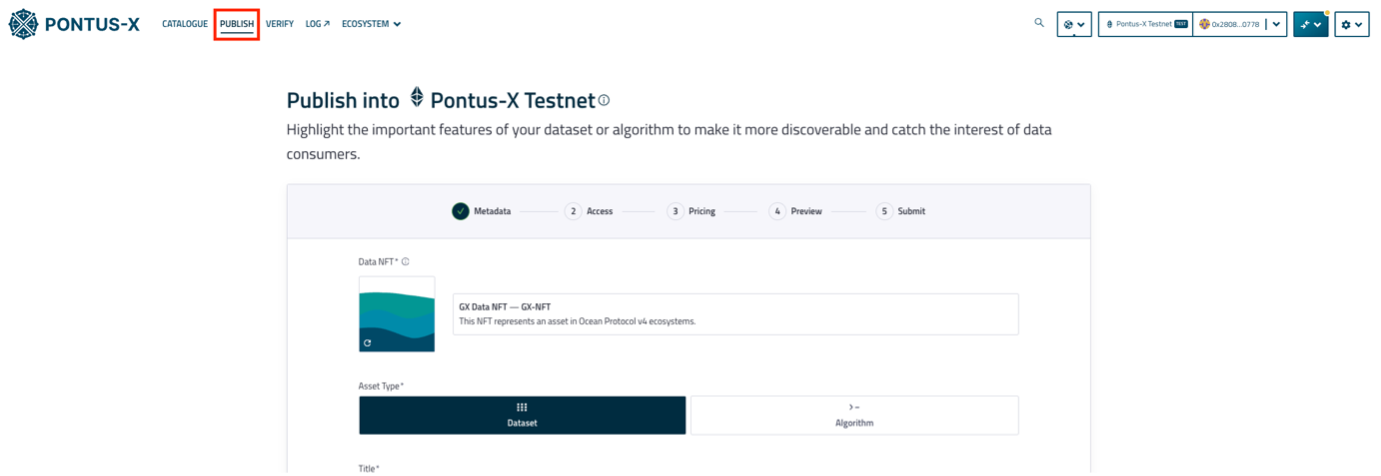 PONTUS-X CATALOGUE PUBLISH VERIFY LOG ↗ ECOSYSTEM Pontus-X Testnet TEST 0x2808...0778
Publish into Pontus-X Testnet
Highlight the important features of your dataset or algorithm to make it more discoverable and catch the interest of data
consumers.
Metadata 2 Access 3 Pricing 4 Preview 5 Submit
Data NFT*
GX Data NFT — GX-NFT
This NFT represents an asset in Ocean Protocol v4 ecosystems.
Asset Type*
Dataset Algorithm
Title*